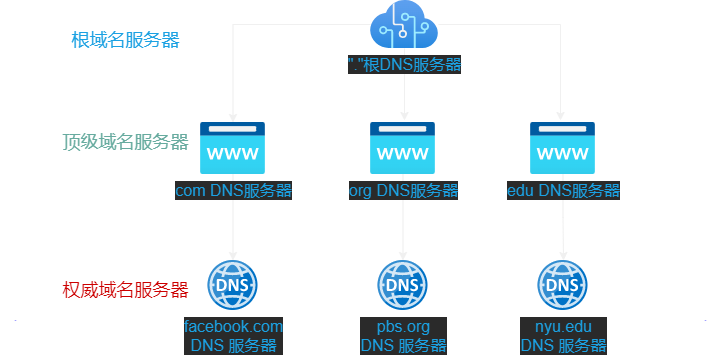 根域名服务器
"."根DNS服务器
顶级域名服务器
WWW
WWW
WWW
com DNS服务器
org DNS服务器
edu DNS服务器
权威域名服务器
DNS
DNS
DNS
facebook.com
DNS 服务器
pbs.org
DNS 服务器
nyu.edu
DNS 服务器